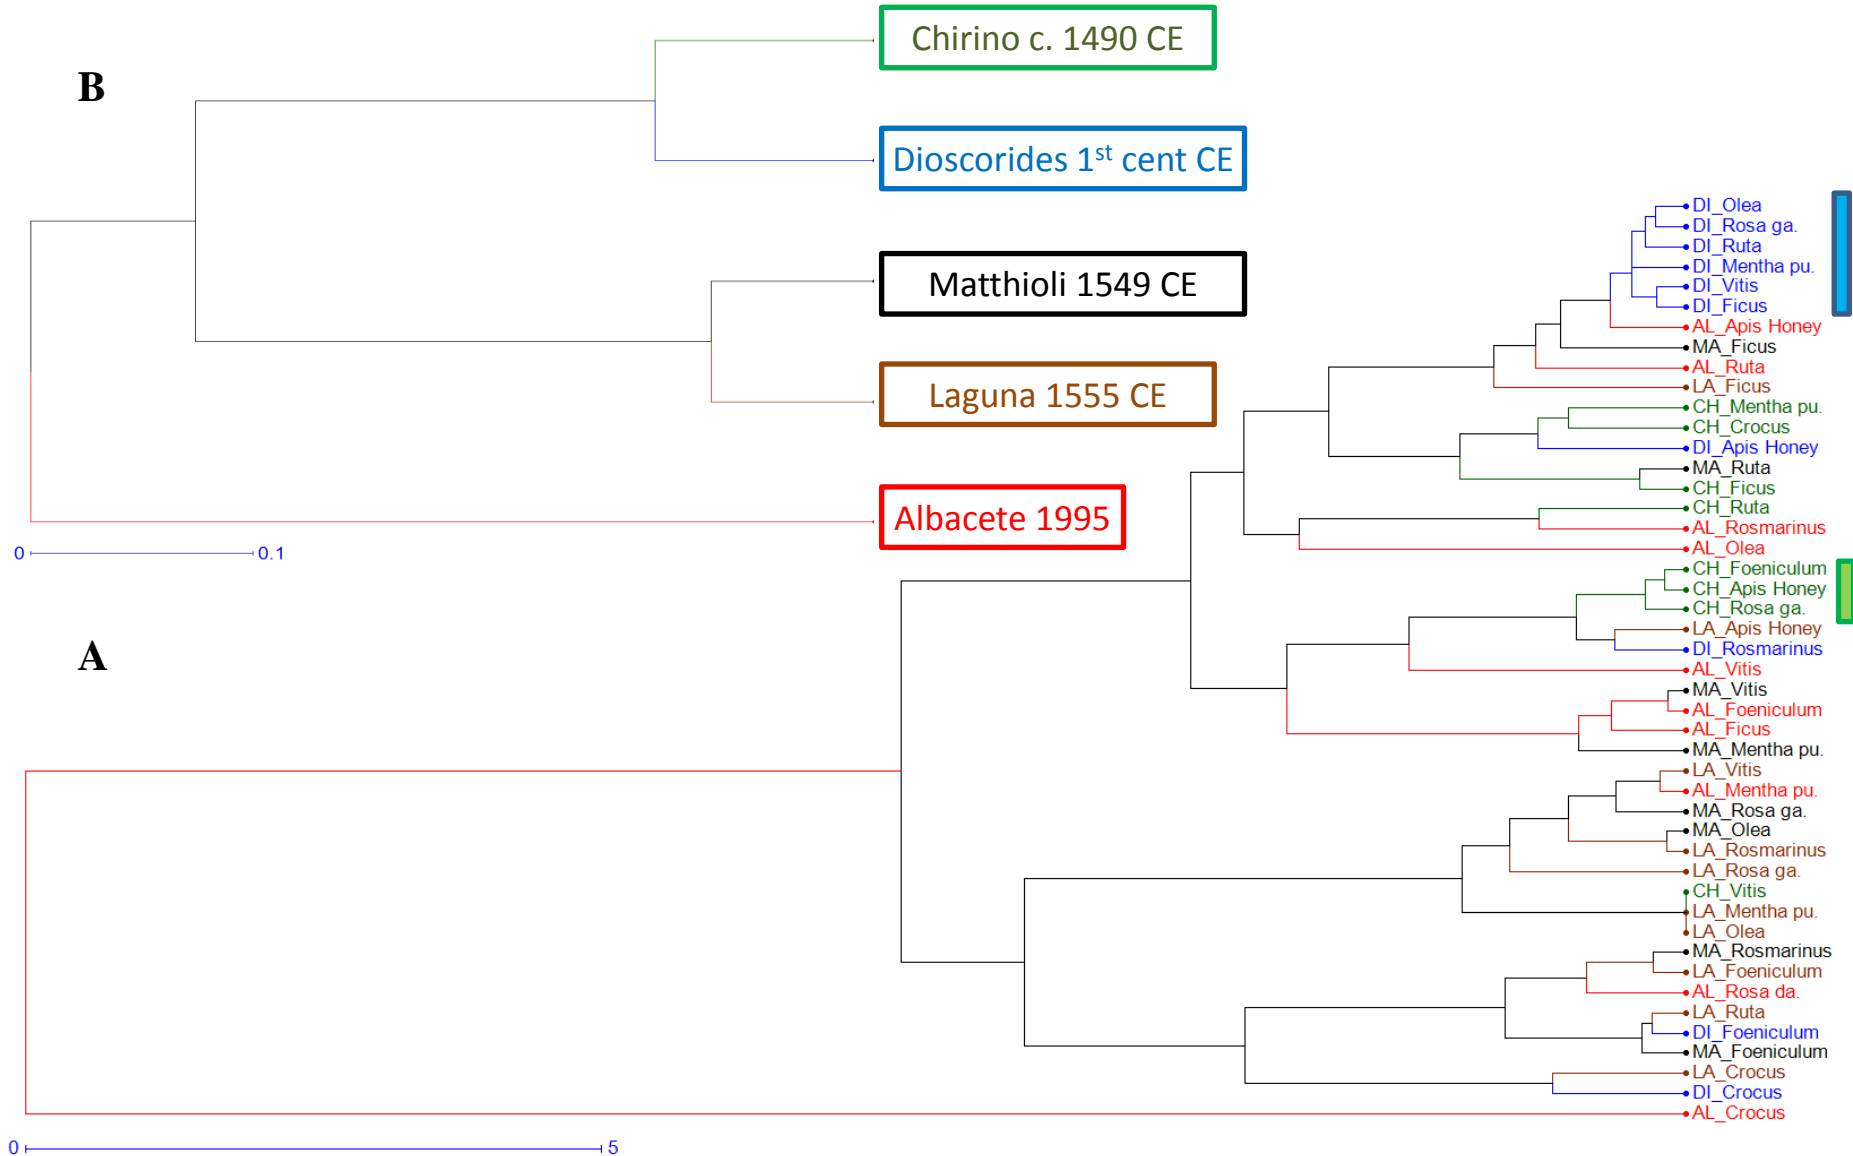 B
Chirino c. 1490 CE
Dioscorides 1st cent CE
Matthioli 1549 CE
Laguna 1555 CE
Albacete 1995
0 0.1
A
DI_Olea
DI_Rosa ga.
DI_Ruta
DI_Mentha pu.
DI_Vitis
DI_Ficus
AL_Apis Honey
MA_Ficus
AL_Ruta
LA_Ficus
CH_Mentha pu.
CH_Crocus
DI_Apis Honey
MA_Ruta
CH_Ficus
CH_Ruta
AL_Rosmarinus
AL_Olea
CH_Foeniculum
CH_Apis Honey
CH_Rosa ga.
LA_Apis Honey
DI_Rosmarinus
AL_Vitis
MA_Vitis
AL_Foeniculum
AL_Ficus
MA_Mentha pu.
LA_Vitis
AL_Mentha pu.
MA_Rosa ga.
MA_Olea
LA_Rosmarinus
LA_Rosa ga.
CH_Vitis
LA_Mentha pu.
LA_Olea
MA_Rosmarinus
LA_Foeniculum
AL_Rosa da.
LA_Ruta
DI_Foeniculum
MA_Foeniculum
LA_Crocus
DI_Crocus
AL_Crocus
0 5